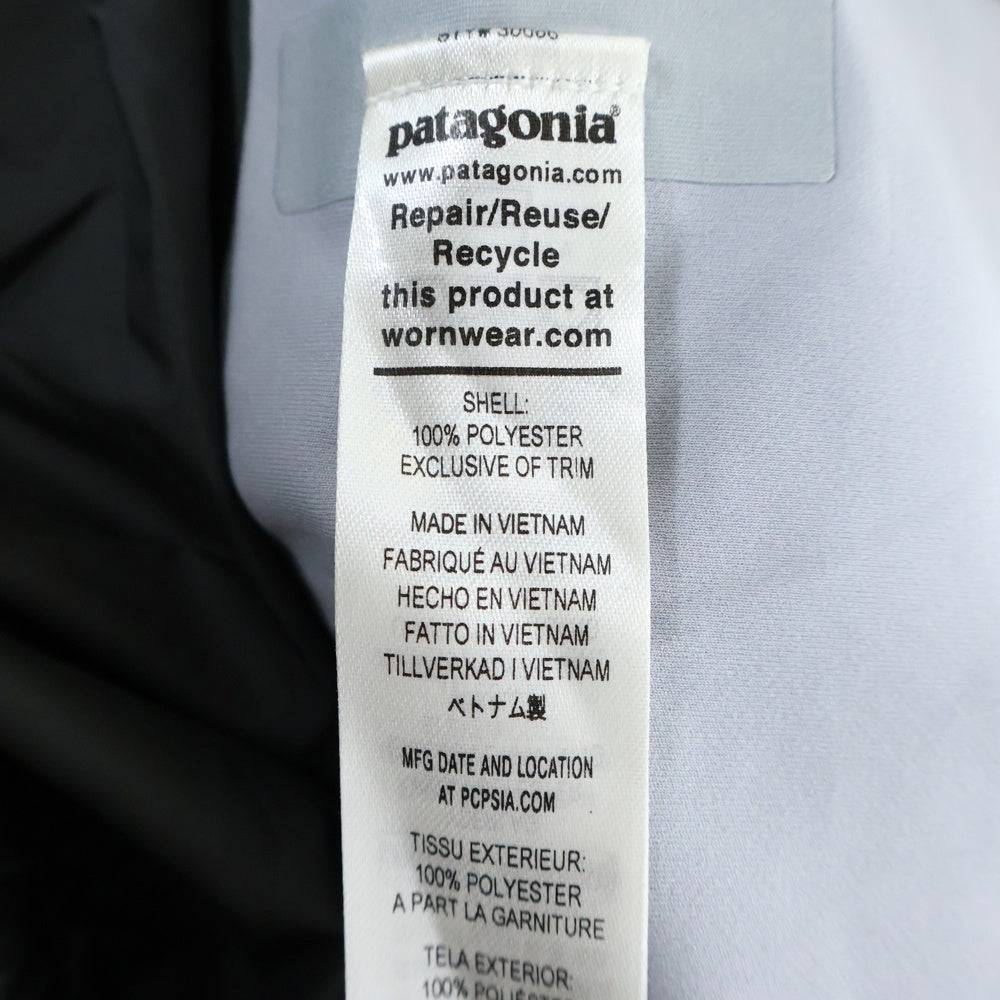 patagonia®
www.patagonia.com
Repair/Reuse/
Recycle
this product at
wornwear.com
SHELL:
100% POLYESTER
EXCLUSIVE OF TRIM
MADE IN VIETNAM
FABRIQUÉ AU VIETNAM
HECHO EN VIETNAM
FATTO IN VIETNAM
TILLVERKAD I VIETNAM
ベトナム製
MFG DATE AND LOCATION
AT PCPSIA.COM
TISSU EXTERIEUR:
100% POLYESTER
A PART LA GARNITURE
TELA EXTERIOR:
100%